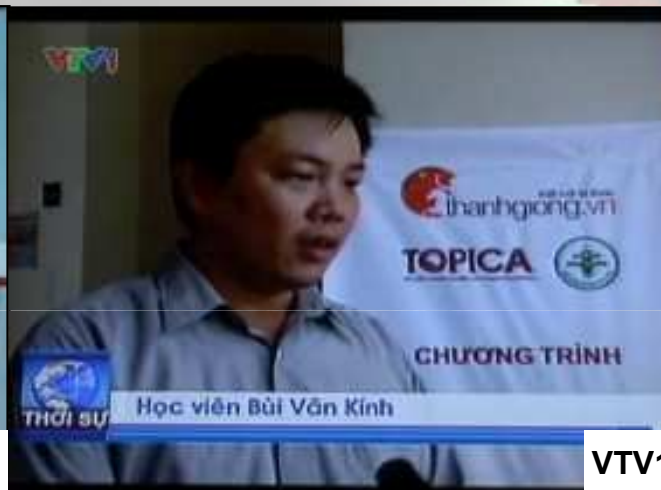 VTV1
thanhgiong.vn
TOPICA
CHƯƠNG TRÌNH
THỜI SỰ
Học viên Bùi Văn Kính
VTV1